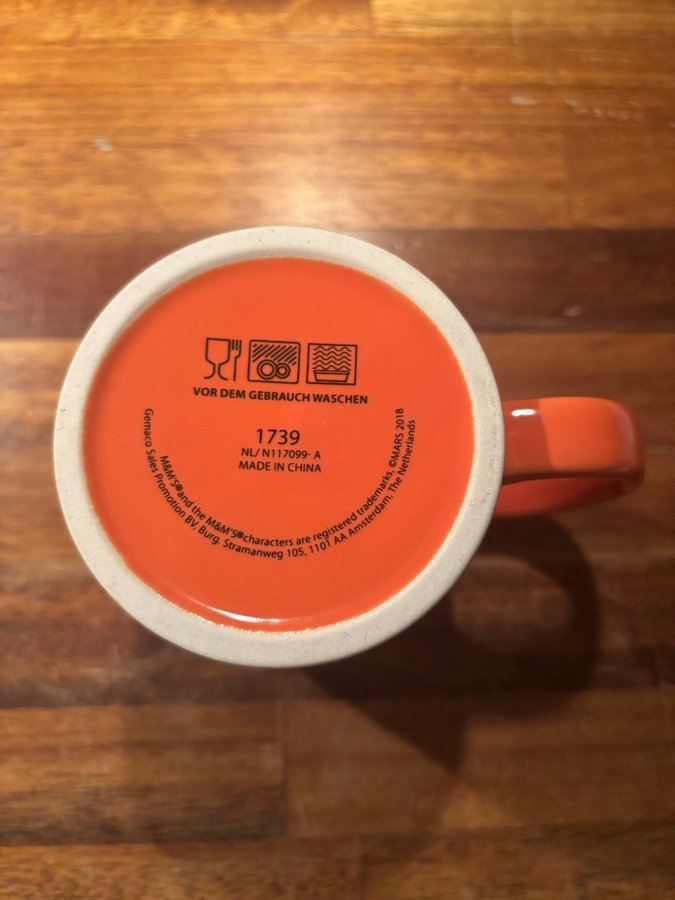 VOR DEM GEBRAUCH WASCHEN
1739
NL/ N117099- A
MADE IN CHINA
M&M'S® and the M&M'S® characters are registered trademarks, ©MARS 2018
Gemaco Sales Promotion BV, Burg. Stramanweg 105, 1101 AA Amsterdam, The Netherlands